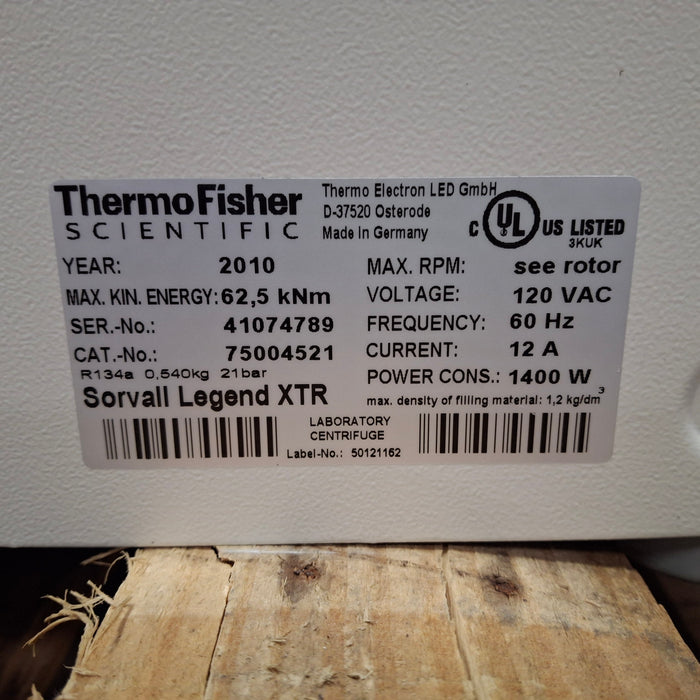 ThermoFisher
SCIENTIFIC
Thermo Electron LED GmbH
D-37520 Osterode
Made in Germany
C UL US LISTED
3KUK
YEAR: 2010
MAX. KIN. ENERGY: 62,5 kNm
SER.-No.: 41074789
CAT.-No.: 75004521
R134a 0,540kg 21bar
Sorvall Legend XTR
MAX. RPM: see rotor
VOLTAGE: 120 VAC
FREQUENCY: 60 Hz
CURRENT: 12 A
POWER CONS.: 1400 W
max. density of filling material: 1,2 kg/dm³
LABORATORY
CENTRIFUGE
Label-No.: 50121162